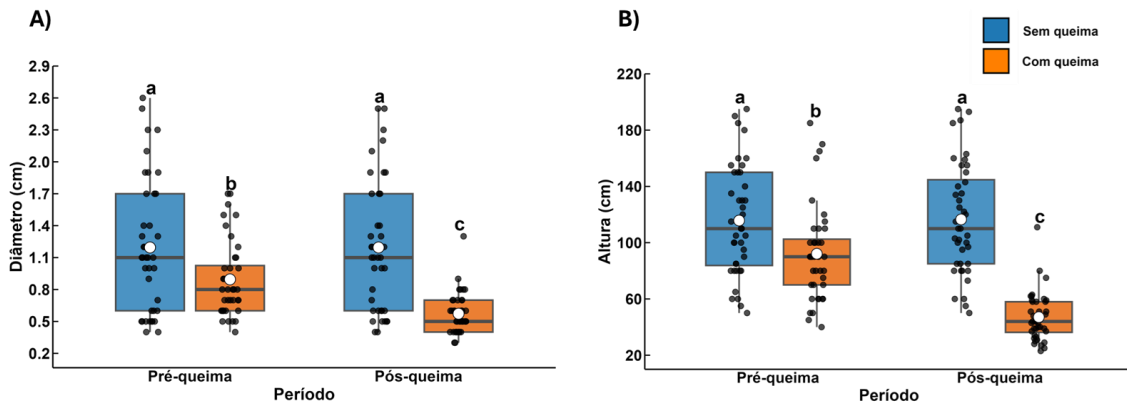 A)
Diâmetro (cm)
2.9
2.6
2.3
2.0
1.7
1.4
1.1
0.8
0.5
0.2
a
b
a
c
Pré-queima
Pós-queima
Período
B)
Sem queima
Com queima
Altura (cm)
220
180
140
100
60
20
a
b
a
c
Pré-queima
Pós-queima
Período